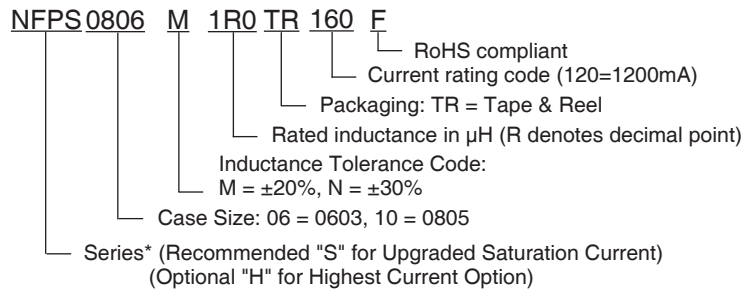 NFPS 0806 M 1R0 TR 160 F
RoHS compliant
Current rating code (120=1200mA)
Packaging: TR = Tape & Reel
Rated inductance in µH (R denotes decimal point)
Inductance Tolerance Code:
M = ±20%, N = ±30%
Case Size: 06 = 0603, 10 = 0805
Series* (Recommended "S" for Upgraded Saturation Current)
(Optional "H" for Highest Current Option)